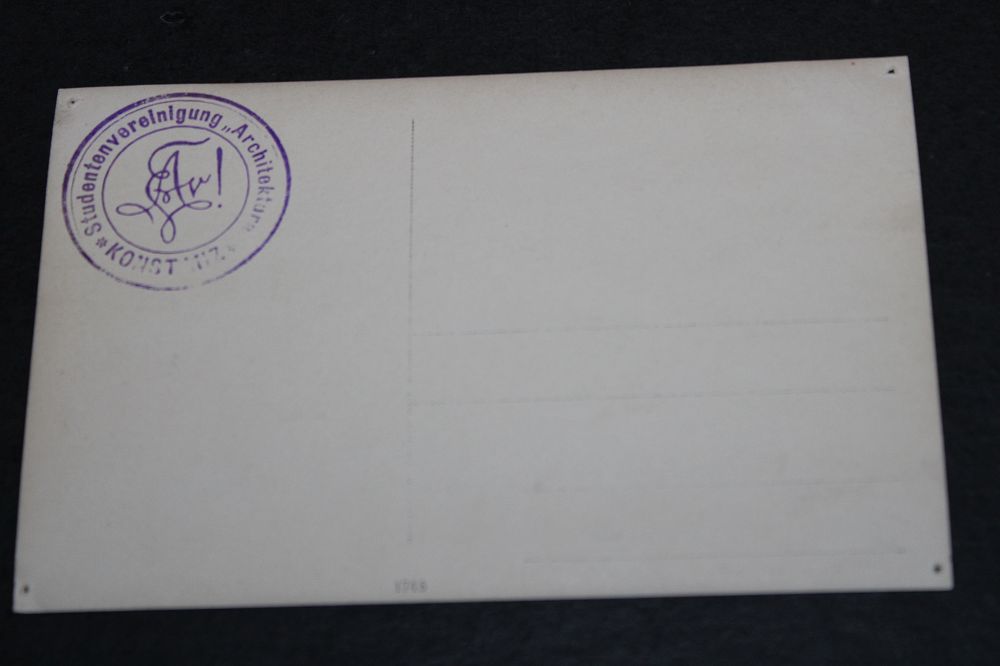 Studentenvereinigung „Architektura
* KONSTANZ *